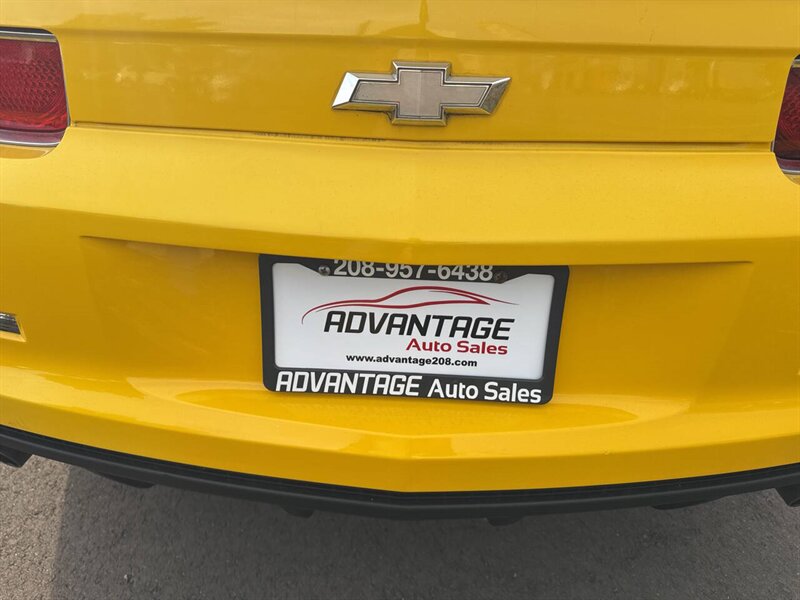 208-957-6438
ADVANTAGE
Auto Sales
www.advantage208.com
ADVANTAGE Auto Sales